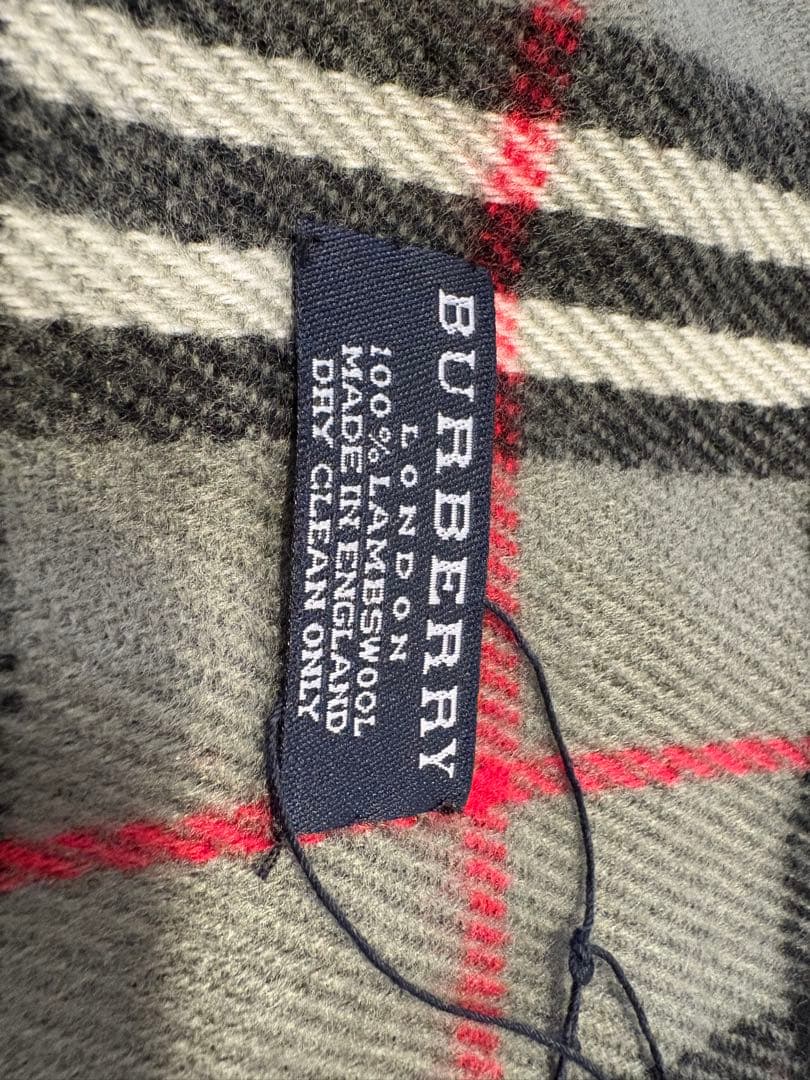 BURBERRY
LONDON
100% LAMBSWOOL
MADE IN ENGLAND
DRY CLEAN ONLY